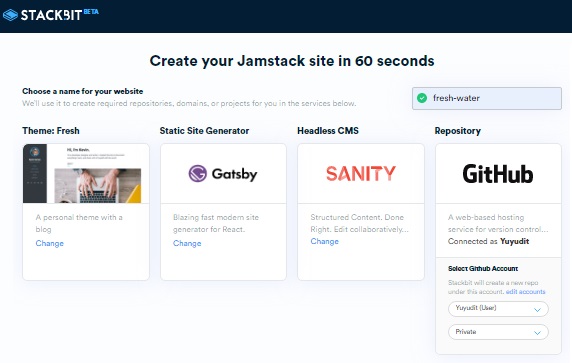 STACKBIT BETA
Create your Jamstack site in 60 seconds
Choose a name for your website
We'll use it to create required repositories, domains, or projects for you in the services below.
fresh-water
Theme: Fresh
Hi, I'm
A personal theme with a
blog
Change
Static Site Generator
Gatsby
Blazing fast modern site
generator for React.
Change
Headless CMS
SANITY
Structured Content. Done
Right. Edit collaboratively...
Change
Repository
GitHub
A web-based hosting
service for version control...
Connected as Yuyudit
Select Github Account
Stackbit will create a new repo
under this account. edit accounts
Yuyudit (User)
Private